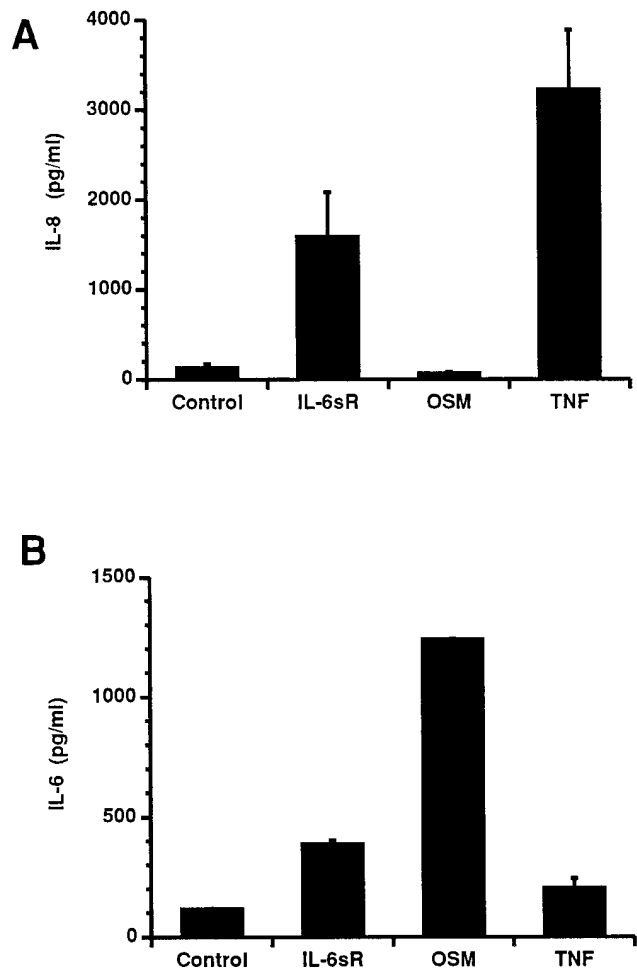 A
4000
3000
2000
1000
0
IL-8 (pg/ml)
Control IL-6sR OSM TNF
B
1500
1000
500
0
IL-6 (pg/ml)
Control IL-6sR OSM TNF